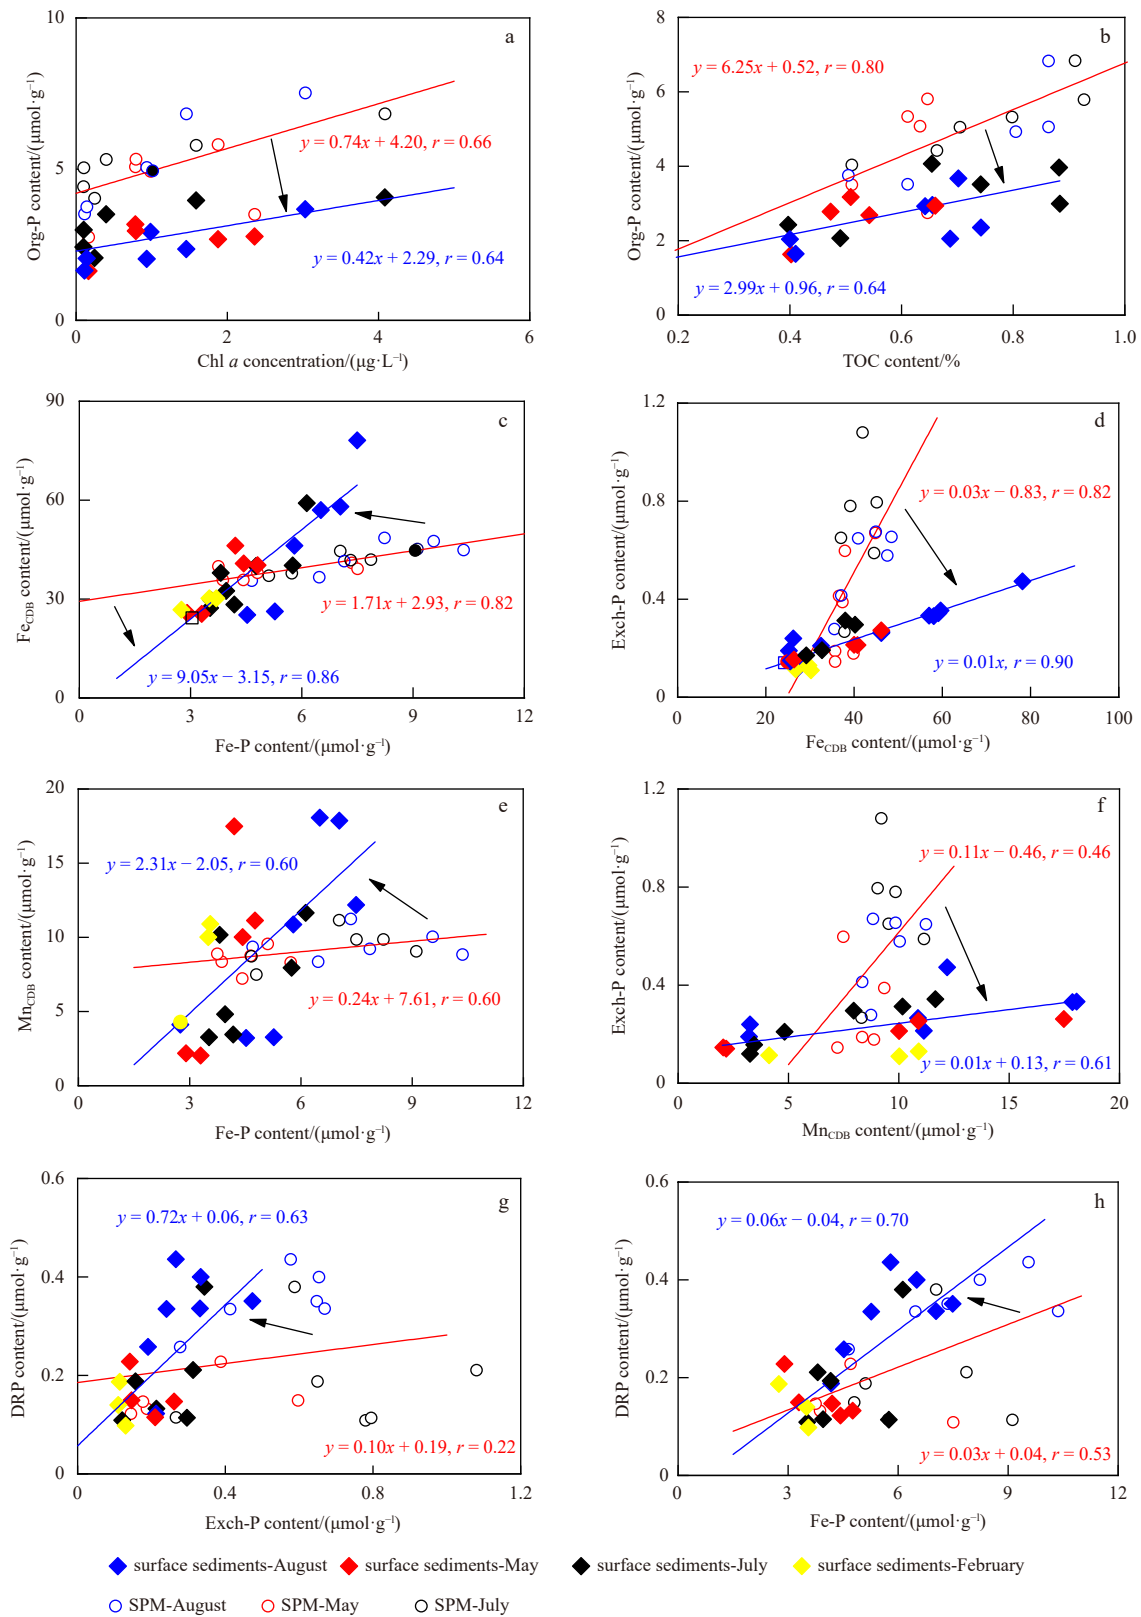 a
10
5
0
0
2
4
6
Org-P content/(μmol·g⁻¹)
Chl a concentration/(μg·L⁻¹)
y = 0.74x + 4.20, r = 0.66
y = 0.42x + 2.29, r = 0.64
b
8
6
4
2
0
0.2
0.4
0.6
0.8
1.0
Org-P content/(μmol·g⁻¹)
TOC content/%
y = 6.25x + 0.52, r = 0.80
y = 2.99x + 0.96, r = 0.64
c
90
60
30
0
0
3
6
9
12
Fe_CDB content/(μmol·g⁻¹)
Fe-P content/(μmol·g⁻¹)
y = 1.71x + 2.93, r = 0.82
y = 9.05x − 3.15, r = 0.86
d
1.2
0.8
0.4
0
0
20
40
60
80
100
Exch-P content/(μmol·g⁻¹)
Fe_CDB content/(μmol·g⁻¹)
y = 0.03x − 0.83, r = 0.82
y = 0.01x, r = 0.90
e
20
15
10
5
0
0
3
6
9
12
Mn_CDB content/(μmol·g⁻¹)
Fe-P content/(μmol·g⁻¹)
y = 2.31x − 2.05, r = 0.60
y = 0.24x + 7.61, r = 0.60
f
1.2
0.8
0.4
0
0
5
10
15
20
Exch-P content/(μmol·g⁻¹)
Mn_CDB content/(μmol·g⁻¹)
y = 0.11x − 0.46, r = 0.46
y = 0.01x + 0.13, r = 0.61
g
0.6
0.4
0.2
0
0
0.4
0.8
1.2
DRP content/(μmol·g⁻¹)
Exch-P content/(μmol·g⁻¹)
y = 0.72x + 0.06, r = 0.63
y = 0.10x + 0.19, r = 0.22
h
0.6
0.4
0.2
0
0
3
6
9
12
DRP content/(μmol·g⁻¹)
Fe-P content/(μmol·g⁻¹)
y = 0.06x − 0.04, r = 0.70
y = 0.03x + 0.04, r = 0.53
surface sediments-August
surface sediments-May
surface sediments-July
surface sediments-February
SPM-August
SPM-May
SPM-July